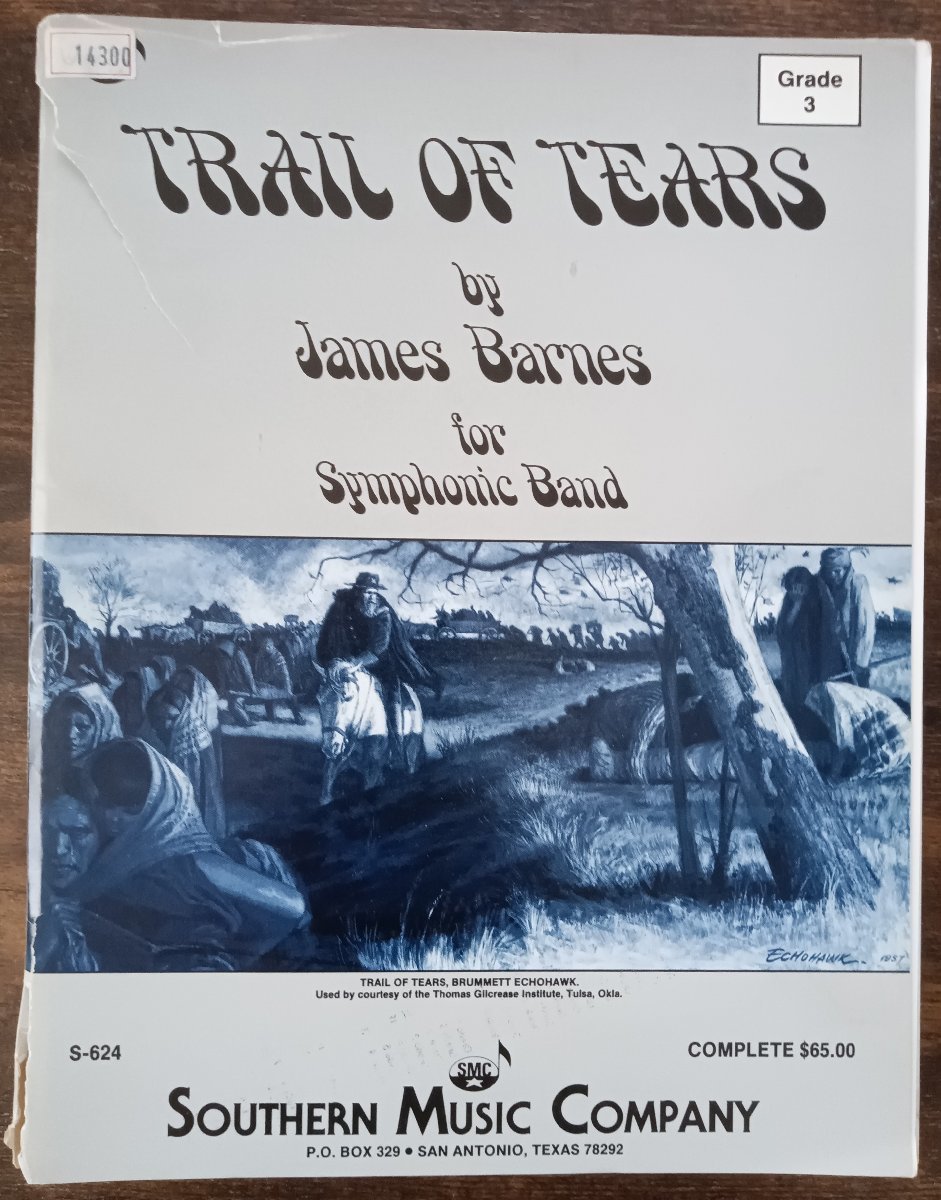 14300
Grade
3
TRAIL OF TEARS
by
James Barnes
for
Symphonic Band
ECHOHAWK
TRAIL OF TEARS, BRUMMETT ECHOHAWK.
Used by courtesy of the Thomas Gilcrease Institute, Tulsa, Okla.
S-624
COMPLETE $65.00
SMC
SOUTHERN MUSIC COMPANY
P.O. BOX 329 • SAN ANTONIO, TEXAS 78292